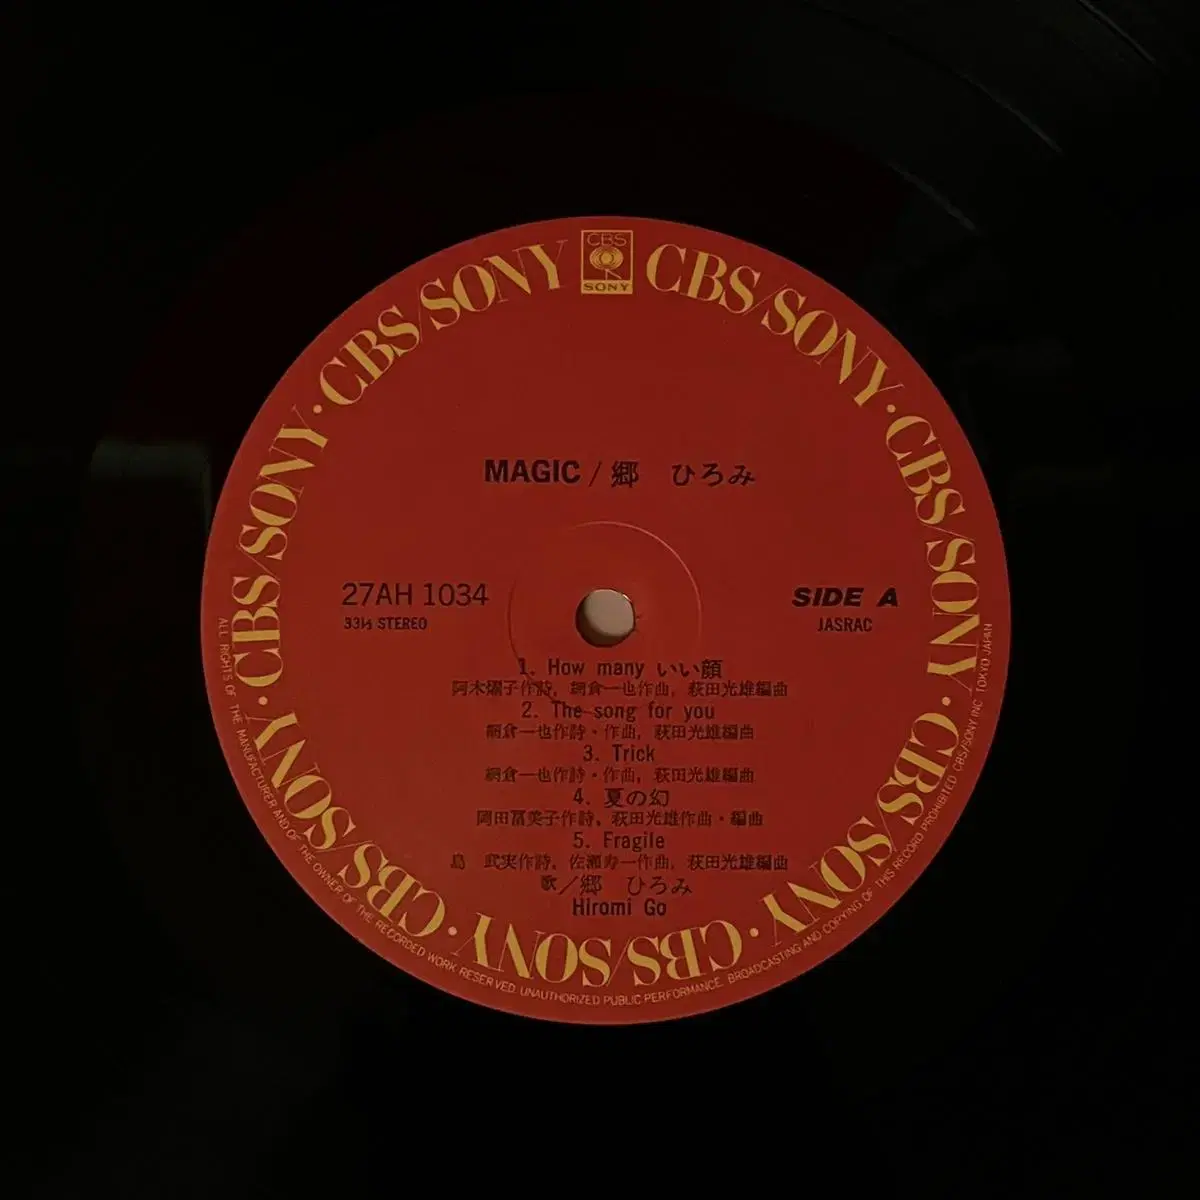 CBS
SONY
CBS/SONY · CBS/SONY · CBS/SONY · CBS/SONY · CBS/SONY · CBS/SONY · CBS/SONY · CBS/SONY · CBS/SONY
MAGIC / 郷 ひろみ
27AH 1034
33⅓ STEREO
SIDE A
JASRAC
1. How many いい顔
阿木燿子作詩, 網倉一也作曲, 萩田光雄編曲
2. The song for you
網倉一也作詩・作曲, 萩田光雄編曲
3. Trick
網倉一也作詩・作曲, 萩田光雄編曲
4. 夏の幻
岡田冨美子作詩, 萩田光雄作曲・編曲
5. Fragile
島 武実作詩, 佐瀬寿一作曲, 萩田光雄編曲
歌／郷 ひろみ
Hiromi Go
ALL RIGHTS OF THE MANUFACTURER AND OF THE OWNER OF THE RECORDED WORK RESERVED. UNAUTHORIZED PUBLIC PERFORMANCE. BROADCASTING AND COPYING OF THIS RECORD PROHIBITED CBS/SONY INC. TOKYO JAPAN